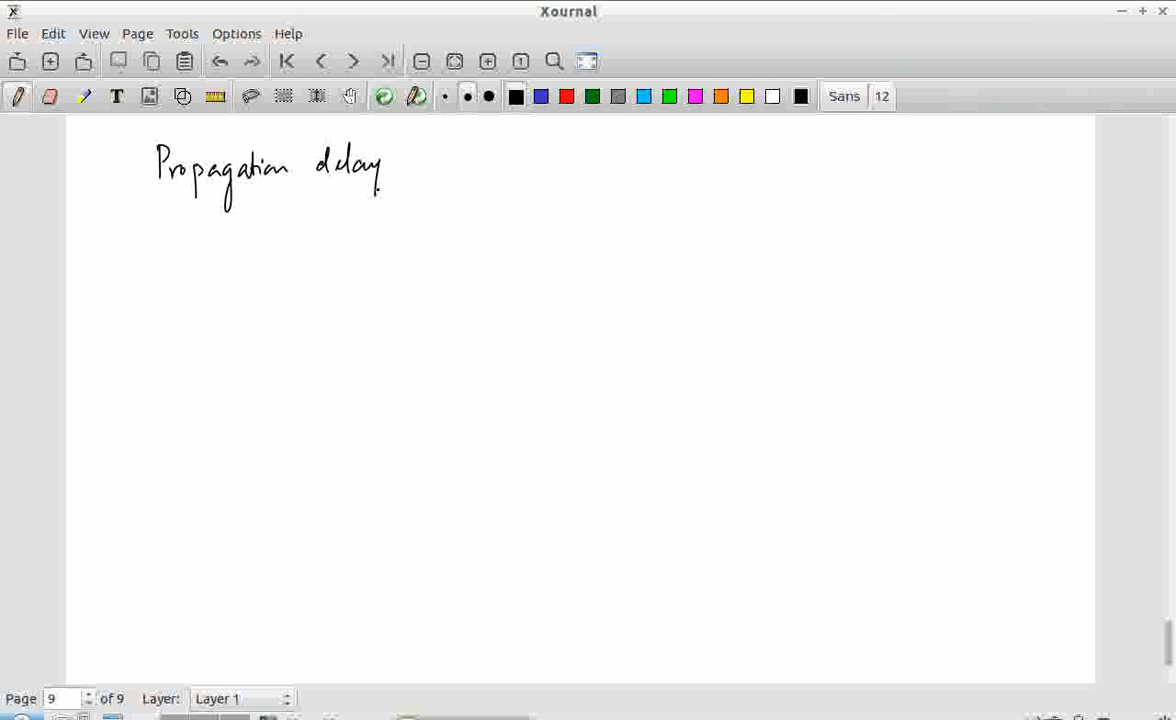 Xournal
File Edit View Page Tools Options Help
Sans 12
Propagation delay
Page 9 of 9 Layer: Layer 1